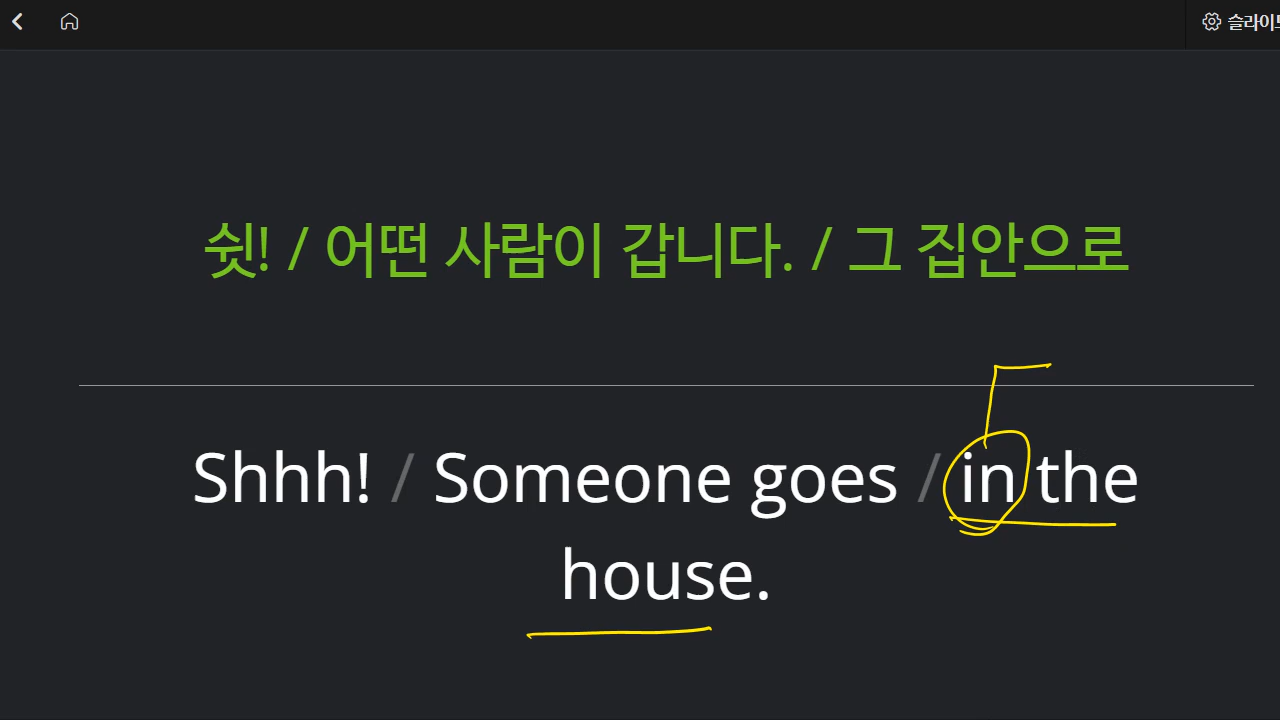 슬라이드
쉿! / 어떤 사람이 갑니다. / 그 집안으로
Shhh! / Someone goes / in the
house.